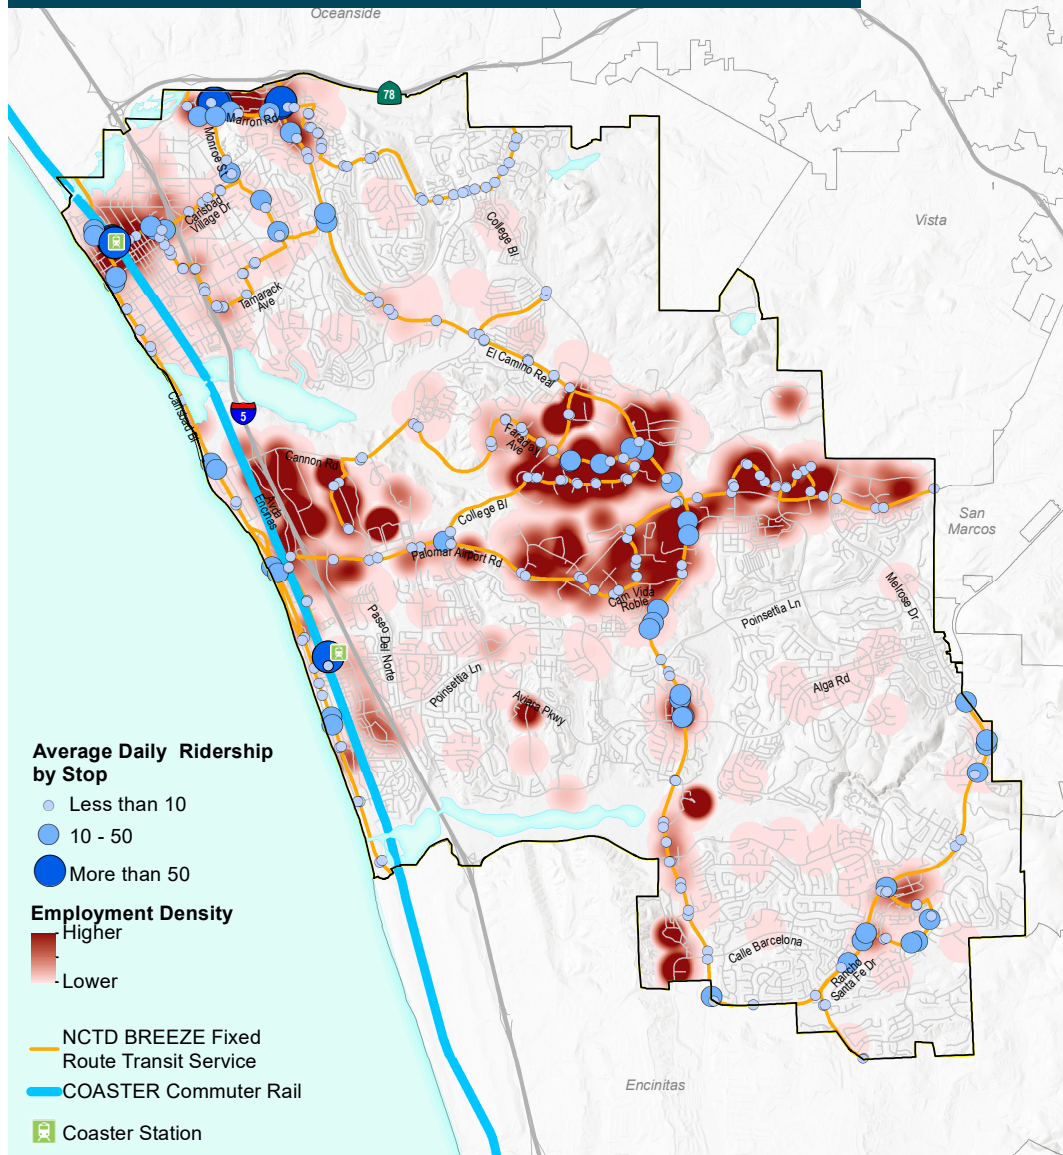 Oceanside
78
Marron Rd
Monroe St
Carlsbad
Village Dr
College Bl
Vista
Tamarack
Ave
El Camino Real
Carlsbad Bl
5
Faraday
Ave
Cannon Rd
Avda
Encinas
College Bl
San
Marcos
Palomar Airport Rd
Cam Vida
Roble
Poinsettia Ln
Melrose Dr
Paseo Del Norte
Poinsettia Ln
Alga Rd
Aviara Pkwy
Average Daily Ridership
by Stop
Less than 10
10 - 50
More than 50
Employment Density
Higher
Lower
Calle Barcelona
Rancho
Santa Fe Dr
NCTD BREEZE Fixed
Route Transit Service
COASTER Commuter Rail
Encinitas
Coaster Station